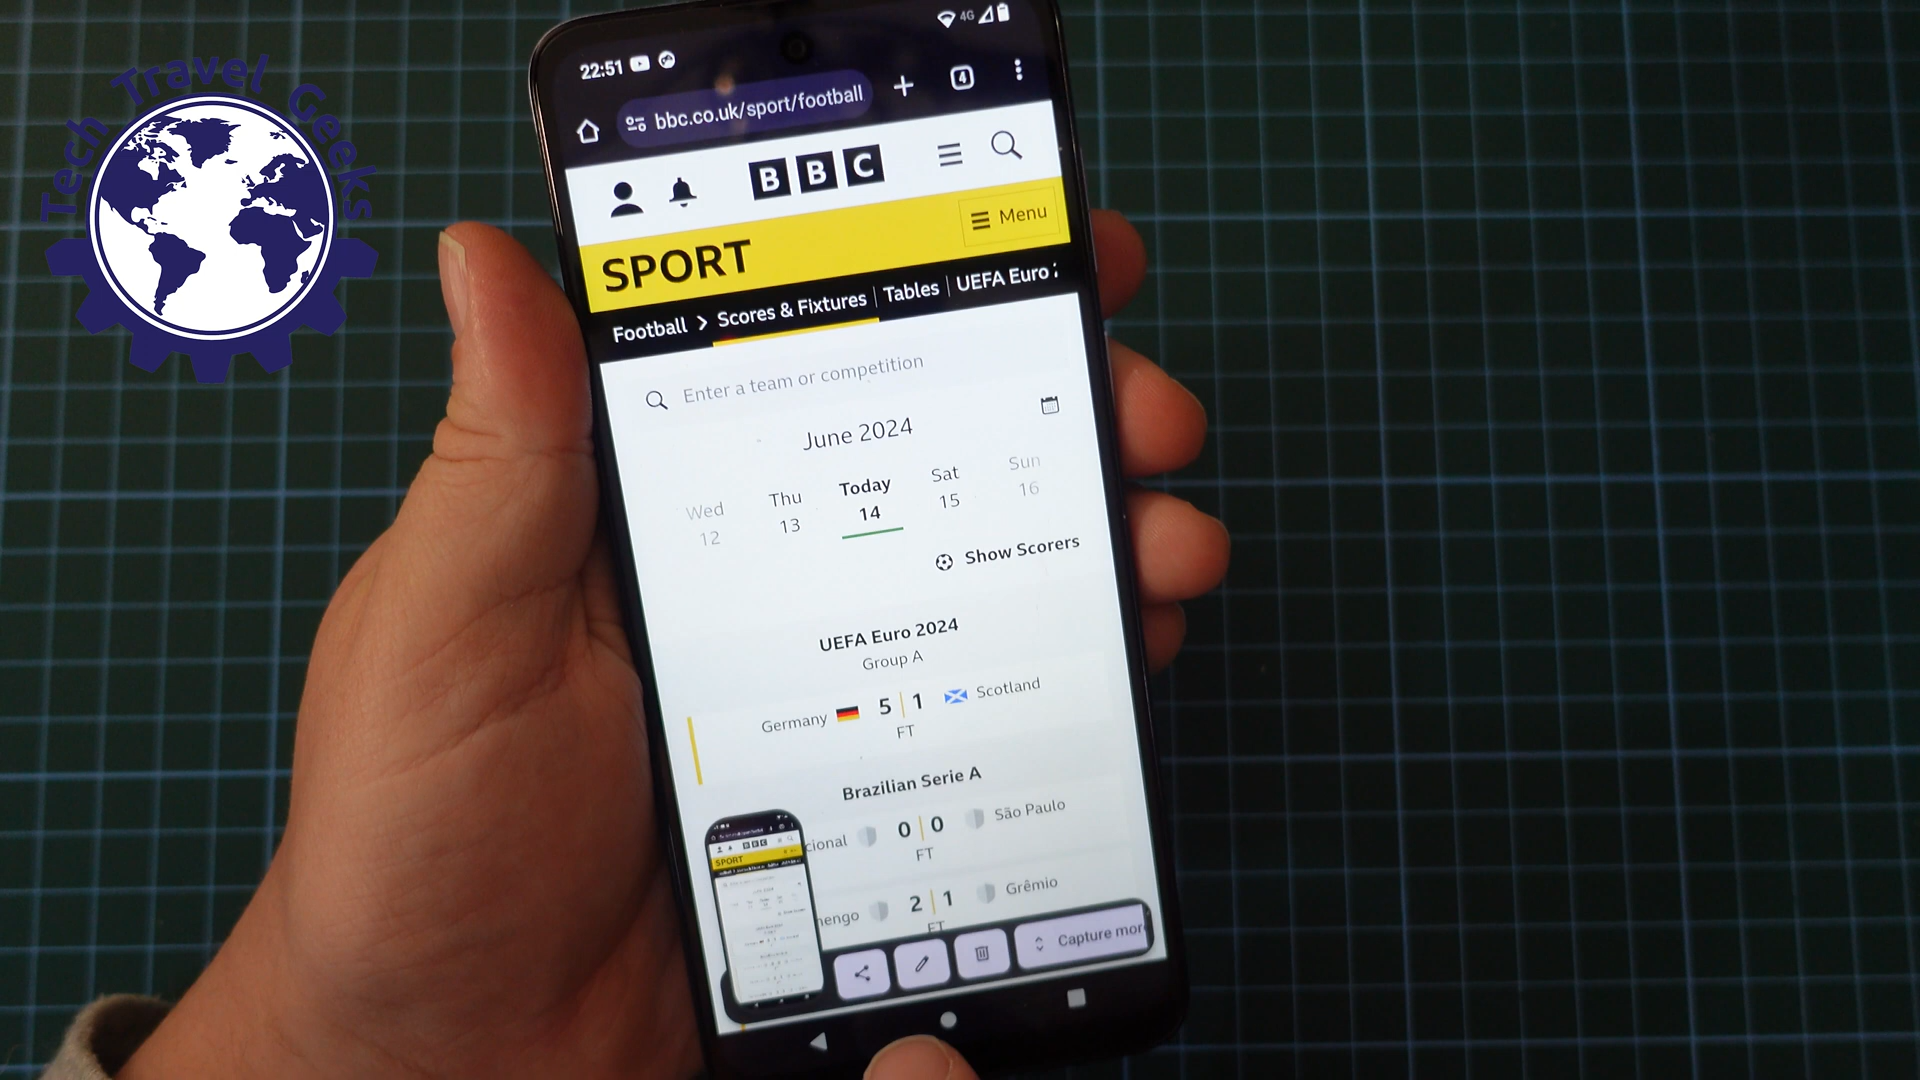 Tech Travel Geeks
22:51
4G
4
bbc.co.uk/sport/football
BBC
SPORT
Menu
Football > Scores & Fixtures | Tables | UEFA Euro
Enter a team or competition
June 2024
Wed Thu Today Sat Sun
12 13 14 15 16
Show Scorers
UEFA Euro 2024
Group A
Germany 5 | 1 Scotland
FT
Brazilian Serie A
cional 0 | 0 São Paulo
FT
nengo 2 | 1 Grêmio
FT
SPORT
Capture mor